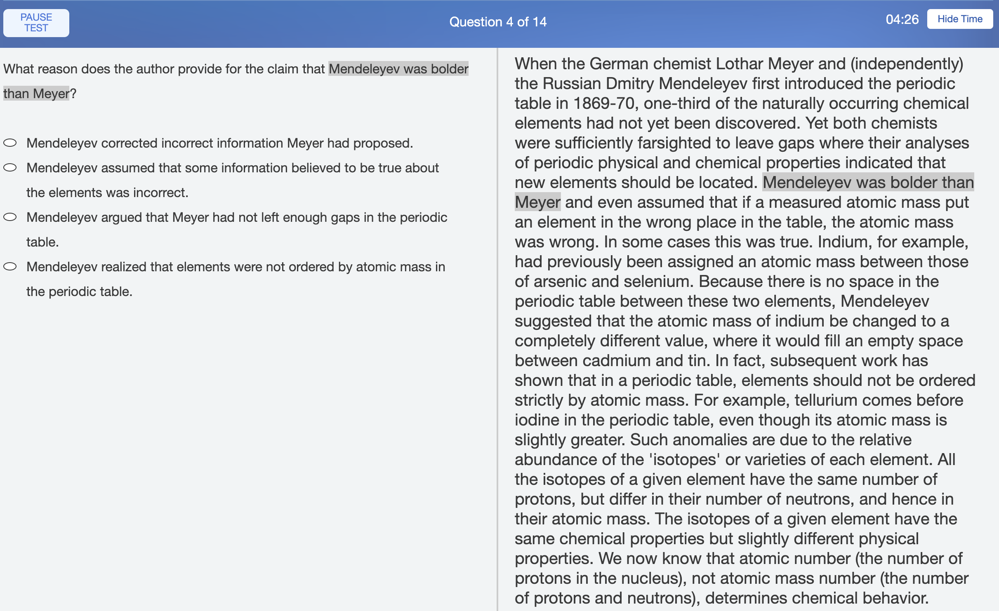 PAUSE
TEST
Question 4 of 14
04:26
Hide Time
What reason does the author provide for the claim that Mendeleyev was bolder
than Meyer?
Mendeleyev corrected incorrect information Meyer had proposed.
Mendeleyev assumed that some information believed to be true about
the elements was incorrect.
Mendeleyev argued that Meyer had not left enough gaps in the periodic
table.
Mendeleyev realized that elements were not ordered by atomic mass in
the periodic table.
When the German chemist Lothar Meyer and (independently)
the Russian Dmitry Mendeleyev first introduced the periodic
table in 1869-70, one-third of the naturally occurring chemical
elements had not yet been discovered. Yet both chemists
were sufficiently farsighted to leave gaps where their analyses
of periodic physical and chemical properties indicated that
new elements should be located. Mendeleyev was bolder than
Meyer and even assumed that if a measured atomic mass put
an element in the wrong place in the table, the atomic mass
was wrong. In some cases this was true. Indium, for example,
had previously been assigned an atomic mass between those
of arsenic and selenium. Because there is no space in the
periodic table between these two elements, Mendeleyev
suggested that the atomic mass of indium be changed to a
completely different value, where it would fill an empty space
between cadmium and tin. In fact, subsequent work has
shown that in a periodic table, elements should not be ordered
strictly by atomic mass. For example, tellurium comes before
iodine in the periodic table, even though its atomic mass is
slightly greater. Such anomalies are due to the relative
abundance of the 'isotopes' or varieties of each element. All
the isotopes of a given element have the same number of
protons, but differ in their number of neutrons, and hence in
their atomic mass. The isotopes of a given element have the
same chemical properties but slightly different physical
properties. We now know that atomic number (the number of
protons in the nucleus), not atomic mass number (the number
of protons and neutrons), determines chemical behavior.